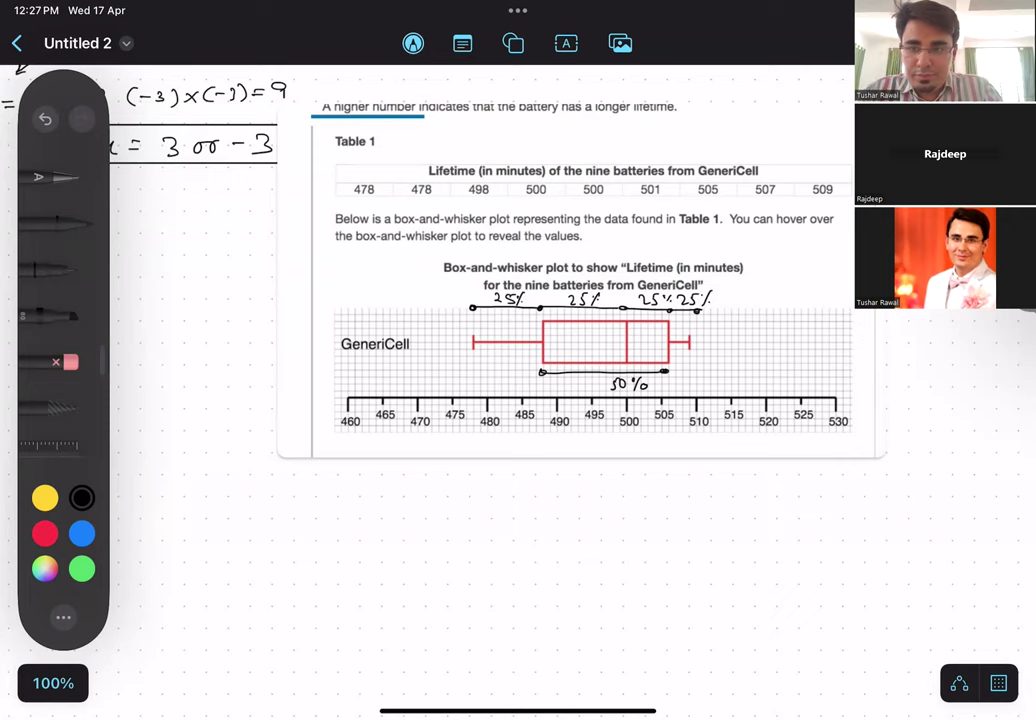 12:27 PM Wed 17 Apr
Untitled 2
(-3) × (-3) = 9
=
= 3 or - 3
A higher number indicates that the battery has a longer lifetime.
Table 1
Lifetime (in minutes) of the nine batteries from GeneriCell
478 478 498 500 500 501 505 507 509
Below is a box-and-whisker plot representing the data found in Table 1. You can hover over
the box-and-whisker plot to reveal the values.
Box-and-whisker plot to show “Lifetime (in minutes)
for the nine batteries from GeneriCell”
25% 25% 25% 25%
GeneriCell
50%
460 465 470 475 480 485 490 495 500 505 510 515 520 525 530
A
A
80
100%
Tushar Rawal
Rajdeep
Rajdeep
Tushar Rawal